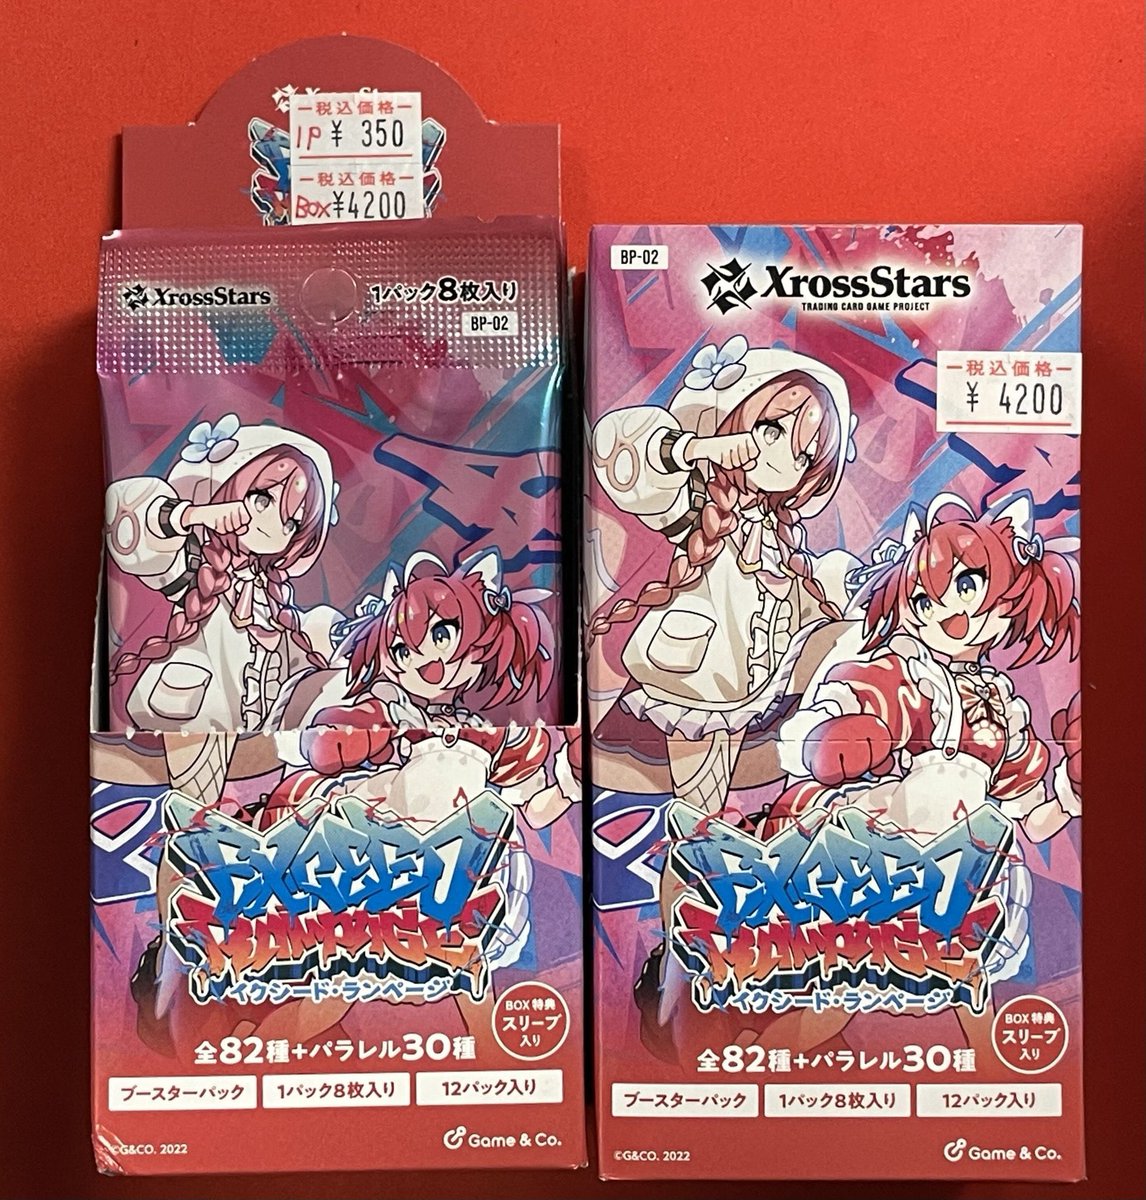 税込価格
1P ¥ 350
税込価格
BOX ¥4200
XrossStars
1パック8枚入り
BP-02
EXCEED
RAMPAGE
イクシード・ランページ
BOX特典
スリーブ
入り
全82種+パラレル30種
ブースターパック
1パック8枚入り
12パック入り
©G&CO. 2022
Game & Co.
BP-02
XrossStars
TRADING CARD GAME PROJECT
税込価格
¥ 4200
EXCEED
RAMPAGE
イクシード・ランページ
BOX特典
スリーブ
入り
全82種+パラレル30種
ブースターパック
1パック8枚入り
12パック入り
©G&CO. 2022
Game & Co.